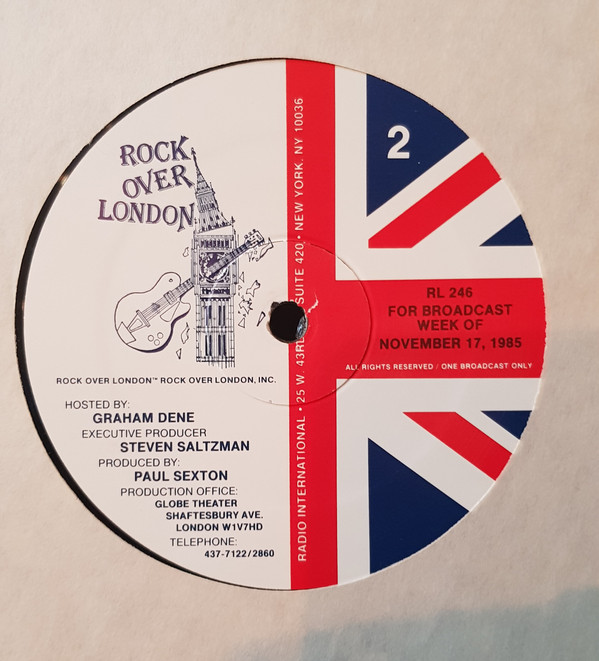 ROCK
OVER
LONDON
ROCK OVER LONDON™ ROCK OVER LONDON, INC.
HOSTED BY:
GRAHAM DENE
EXECUTIVE PRODUCER
STEVEN SALTZMAN
PRODUCED BY:
PAUL SEXTON
PRODUCTION OFFICE:
GLOBE THEATER
SHAFTESBURY AVE.
LONDON W1V7HD
TELEPHONE:
437-7122/2860
RADIO INTERNATIONAL • 25 W. 43RD SUITE 420 • NEW YORK, NY 10036
2
RL 246
FOR BROADCAST
WEEK OF
NOVEMBER 17, 1985
ALL RIGHTS RESERVED / ONE BROADCAST ONLY